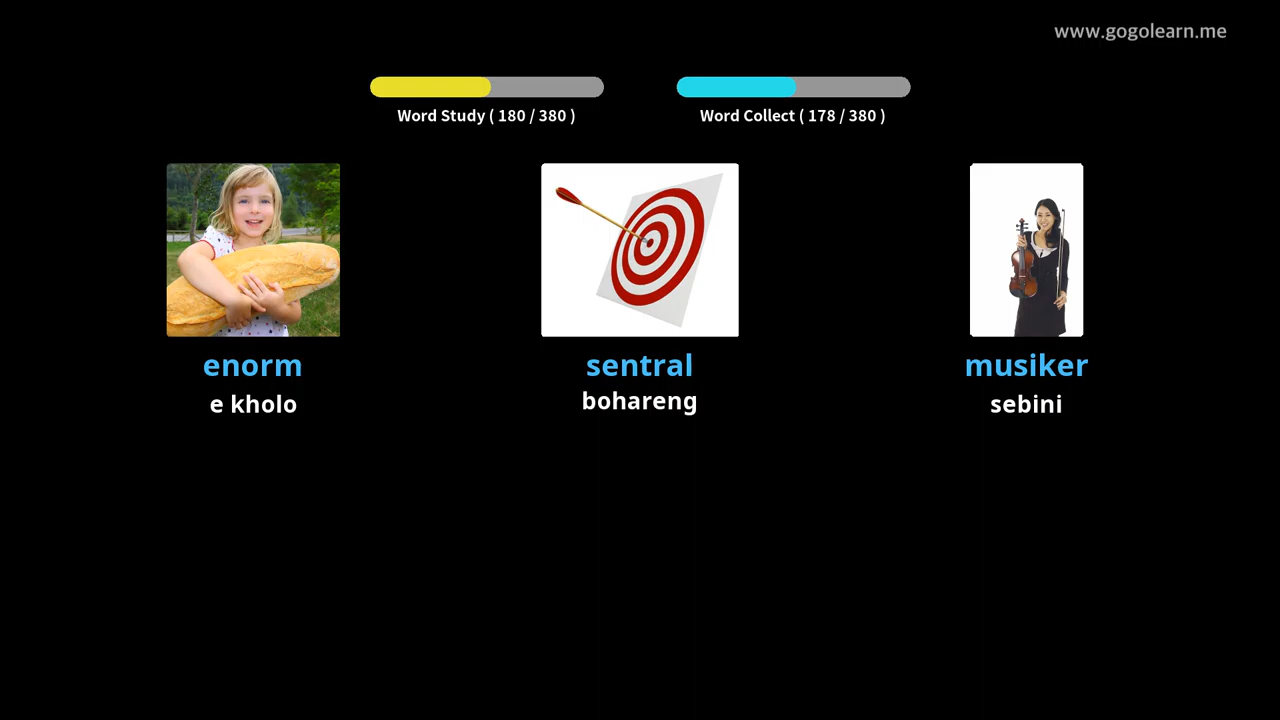 www.gogolearn.me
Word Study ( 180 / 380 )
Word Collect ( 178 / 380 )
enorm
e kholo
sentral
bohareng
musiker
sebini